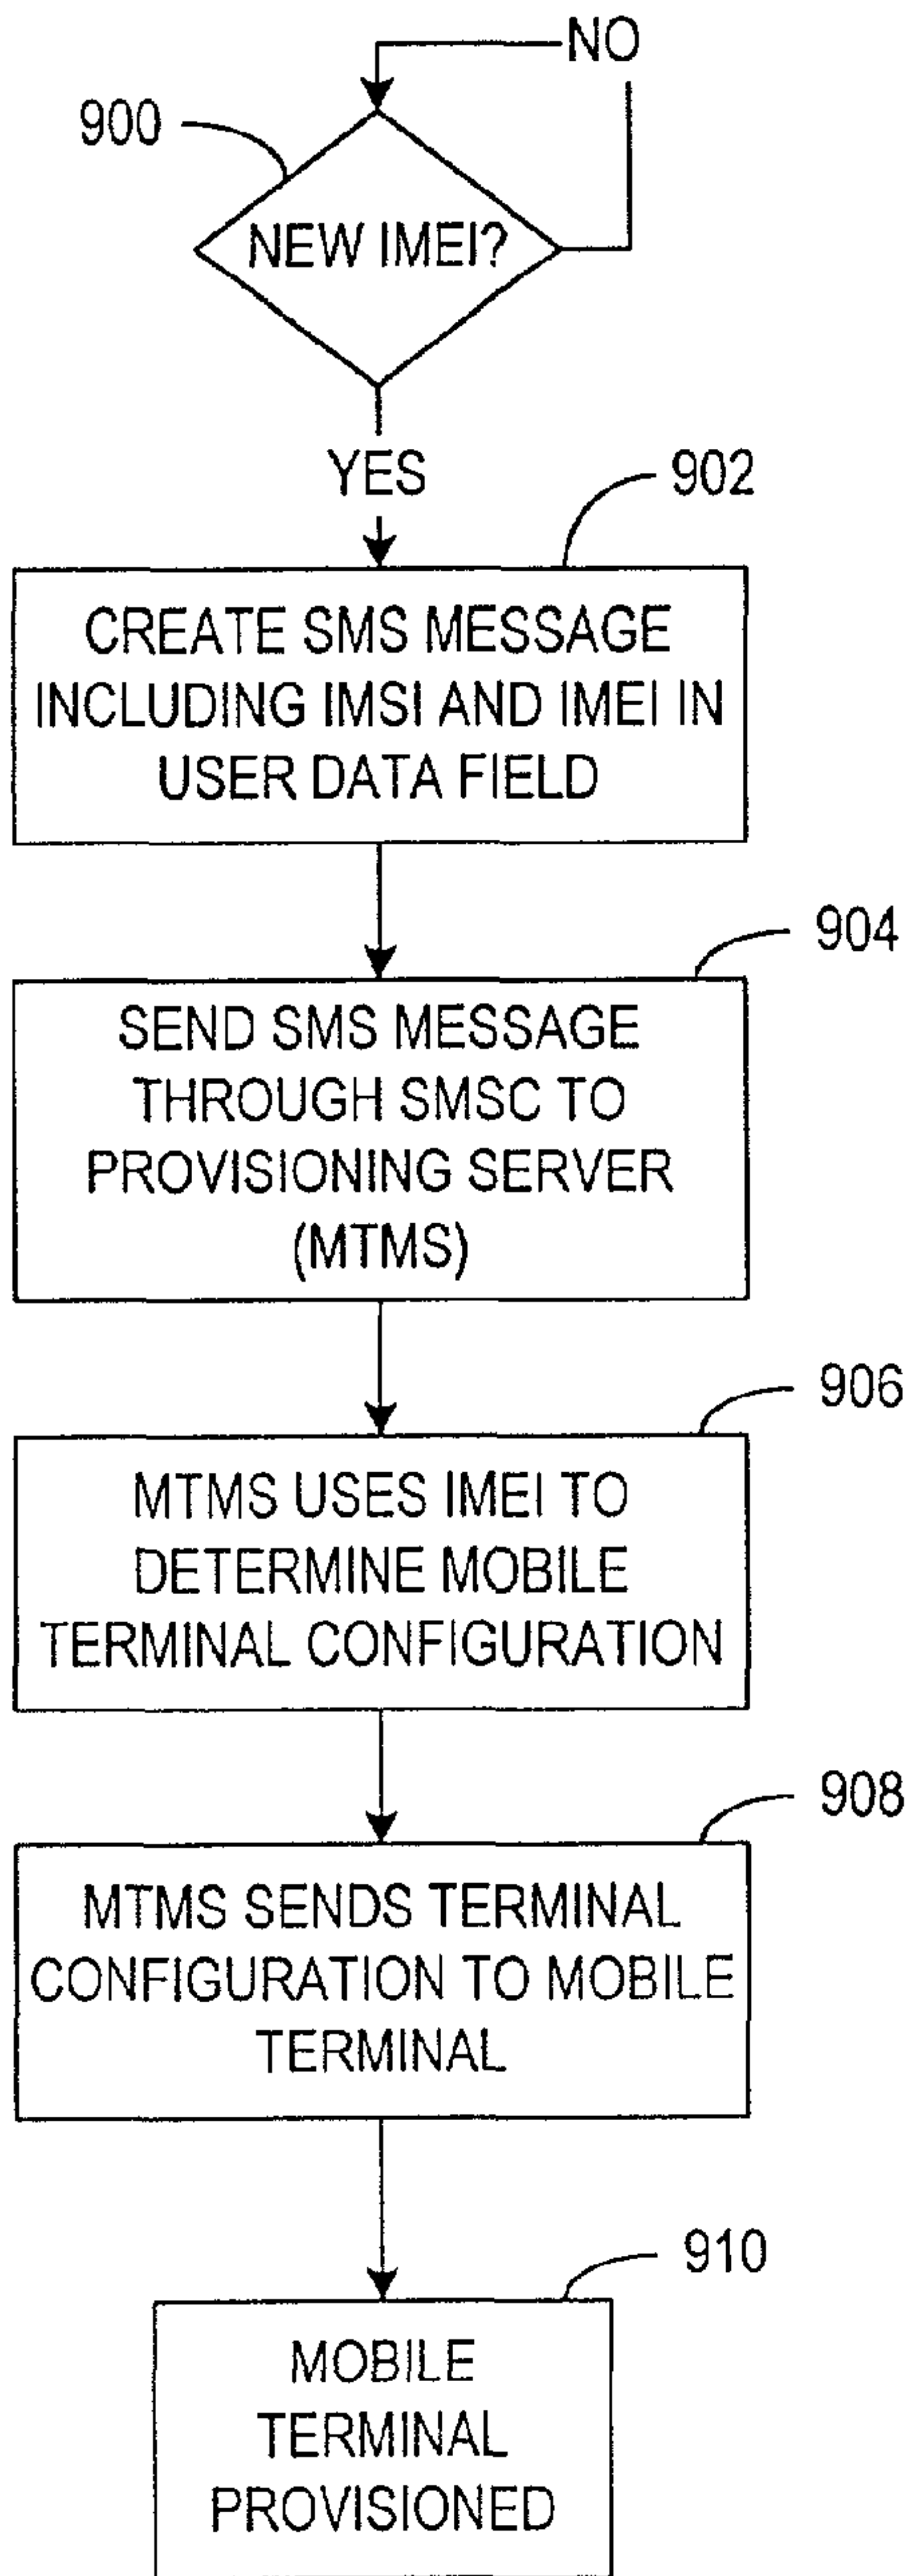 NO
900
NEW IMEI?
YES
902
CREATE SMS MESSAGE
INCLUDING IMSI AND IMEI IN
USER DATA FIELD
904
SEND SMS MESSAGE
THROUGH SMSC TO
PROVISIONING SERVER
(MTMS)
906
MTMS USES IMEI TO
DETERMINE MOBILE
TERMINAL CONFIGURATION
908
MTMS SENDS TERMINAL
CONFIGURATION TO MOBILE
TERMINAL
910
MOBILE
TERMINAL
PROVISIONED